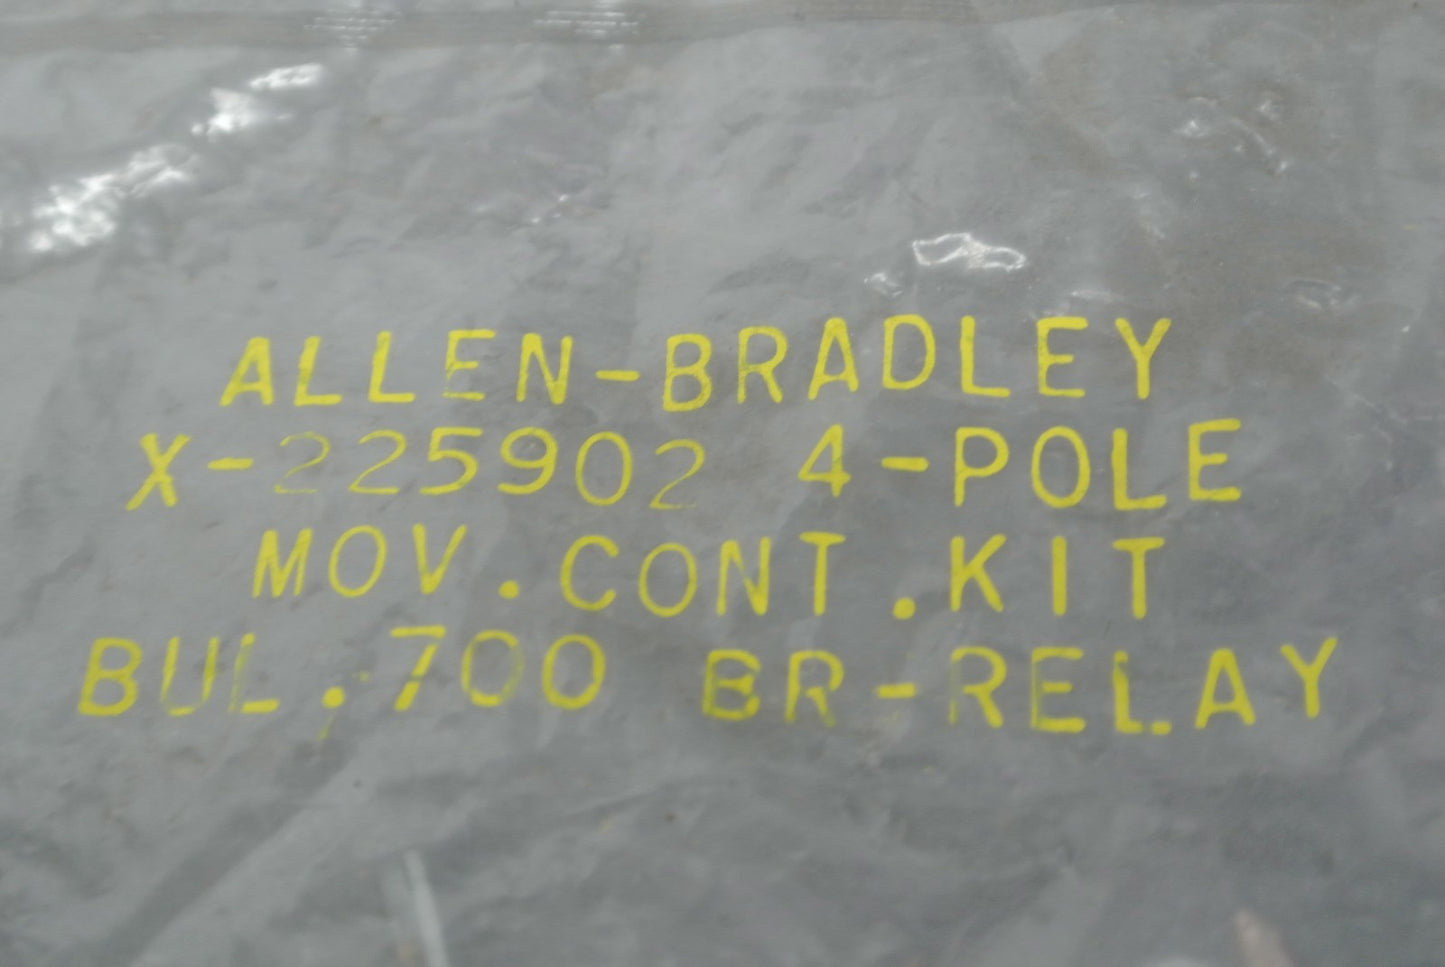 ALLEN-BRADLEY
X-225902 4-POLE
MOV.CONT.KIT
BUL.700 BR-RELAY